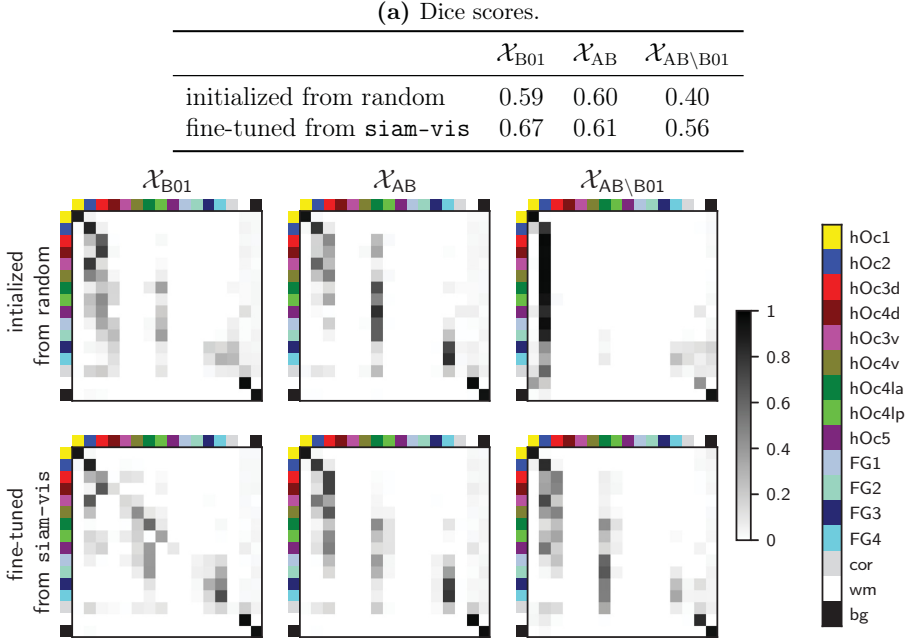 (a) Dice scores.
𝒳B01 𝒳AB 𝒳AB\B01
initialized from random 0.59 0.60 0.40
fine-tuned from siam-vis 0.67 0.61 0.56
𝒳B01 𝒳AB 𝒳AB\B01
intialized
from random
fine-tuned
from siam-vis
1
0.8
0.6
0.4
0.2
0
hOc1
hOc2
hOc3d
hOc4d
hOc3v
hOc4v
hOc4la
hOc4lp
hOc5
FG1
FG2
FG3
FG4
cor
wm
bg